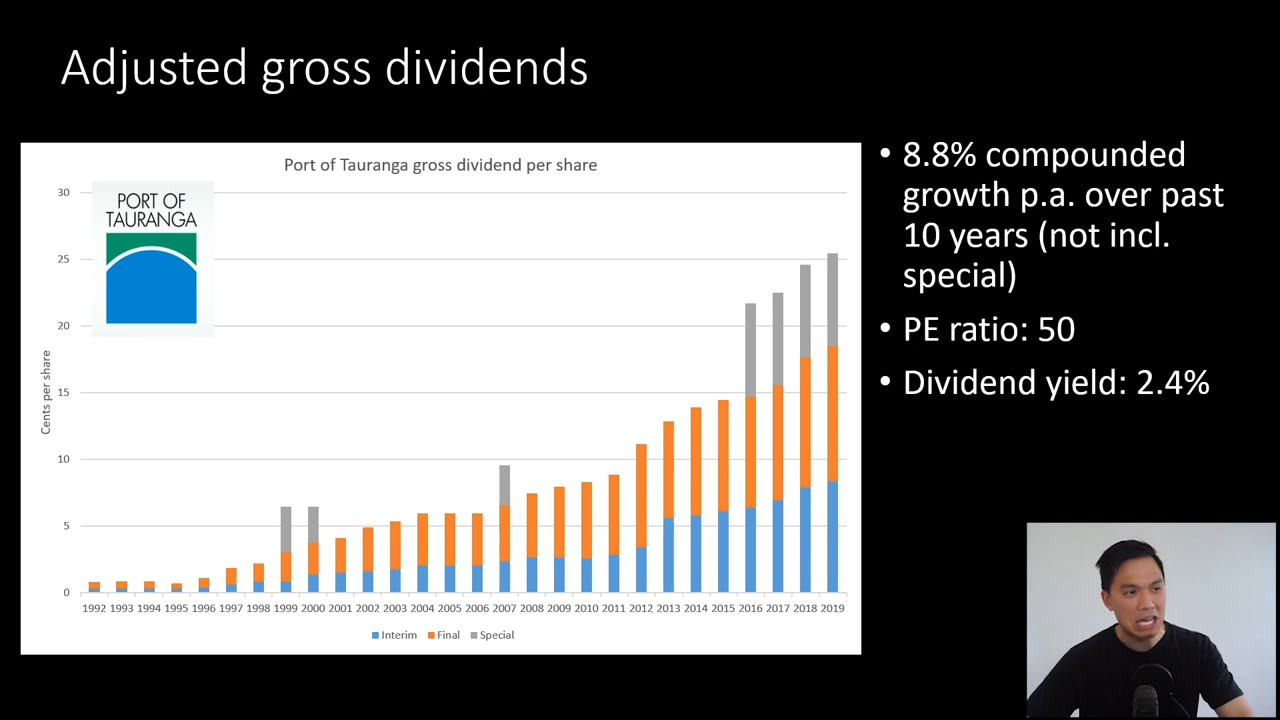 Adjusted gross dividends
Port of Tauranga gross dividend per share
PORT OF
TAURANGA
30
25
20
15
10
5
0
Cents per share
1992 1993 1994 1995 1996 1997 1998 1999 2000 2001 2002 2003 2004 2005 2006 2007 2008 2009 2010 2011 2012 2013 2014 2015 2016 2017 2018 2019
Interim Final Special
• 8.8% compounded
growth p.a. over past
10 years (not incl.
special)
• PE ratio: 50
• Dividend yield: 2.4%